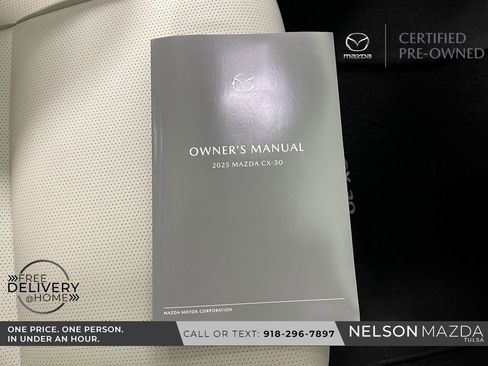 mazda
CERTIFIED
PRE-OWNED
OWNER'S MANUAL
2025 MAZDA CX-30
MAZDA MOTOR CORPORATION
FREE
DELIVERY
@HOME
ONE PRICE. ONE PERSON.
IN UNDER AN HOUR.
CALL OR TEXT: 918-296-7897
NELSON MAZDA
TULSA